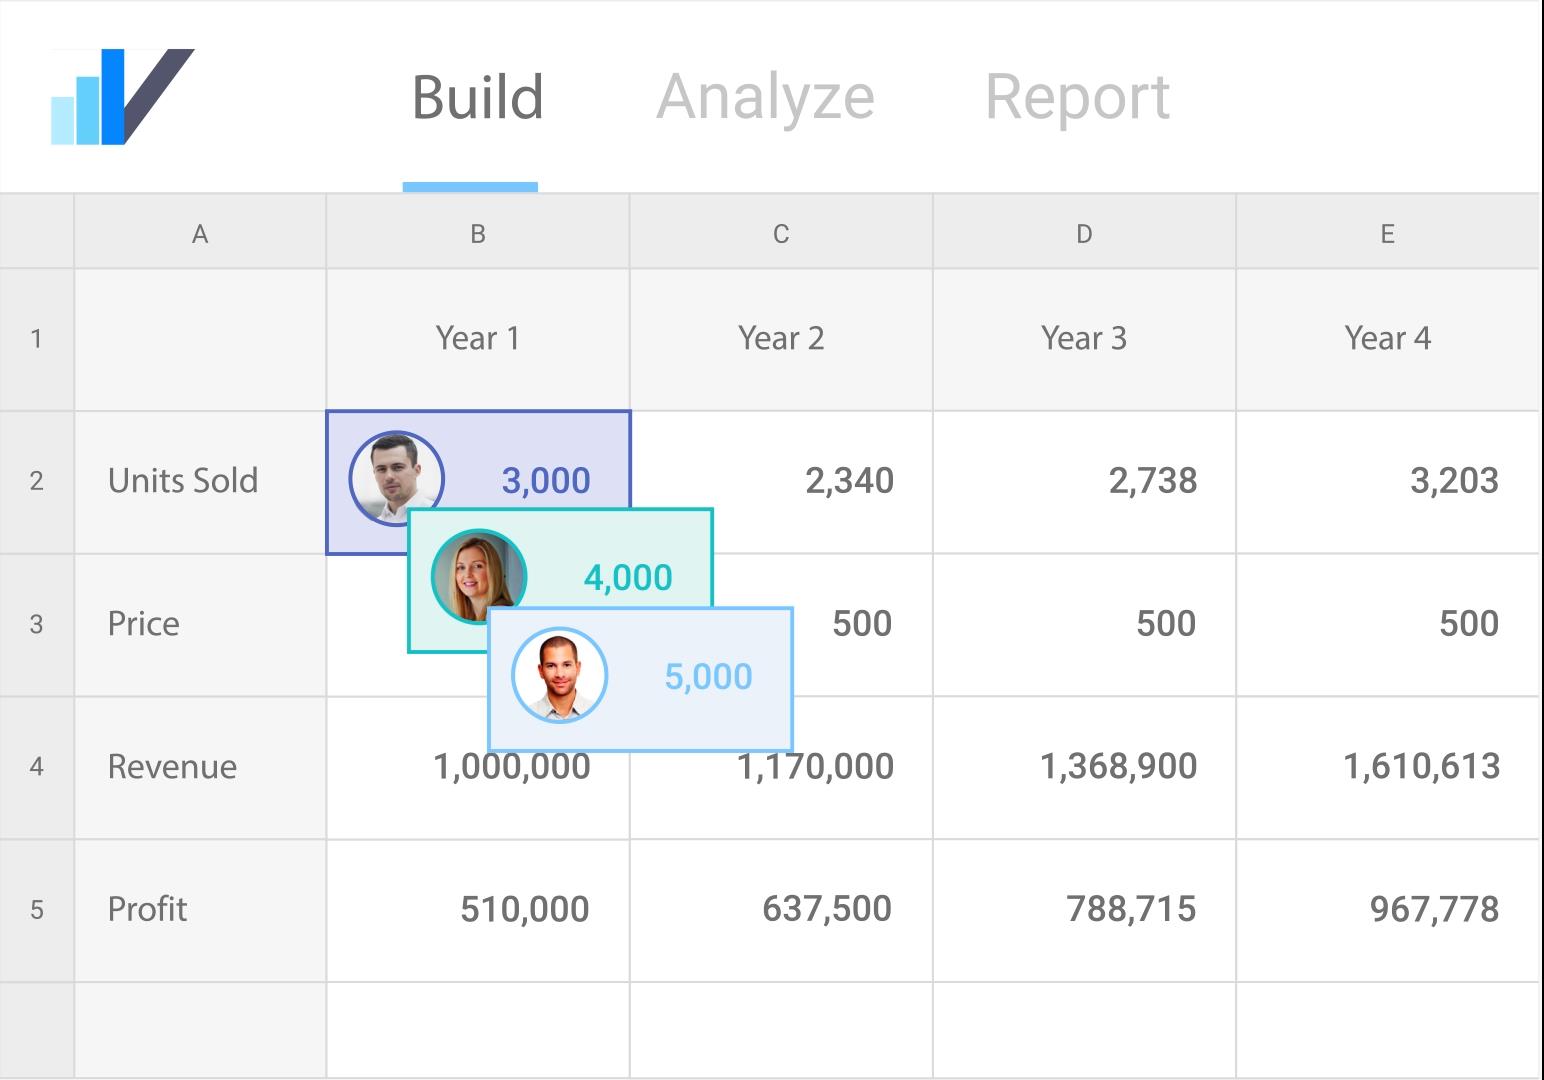 Build Analyze Report
A B C D E
1 Year 1 Year 2 Year 3 Year 4
2 Units Sold 3,000 2,340 2,738 3,203
4,000
3 Price 500 500 500
5,000
4 Revenue 1,000,000 1,170,000 1,368,900 1,610,613
5 Profit 510,000 637,500 788,715 967,778